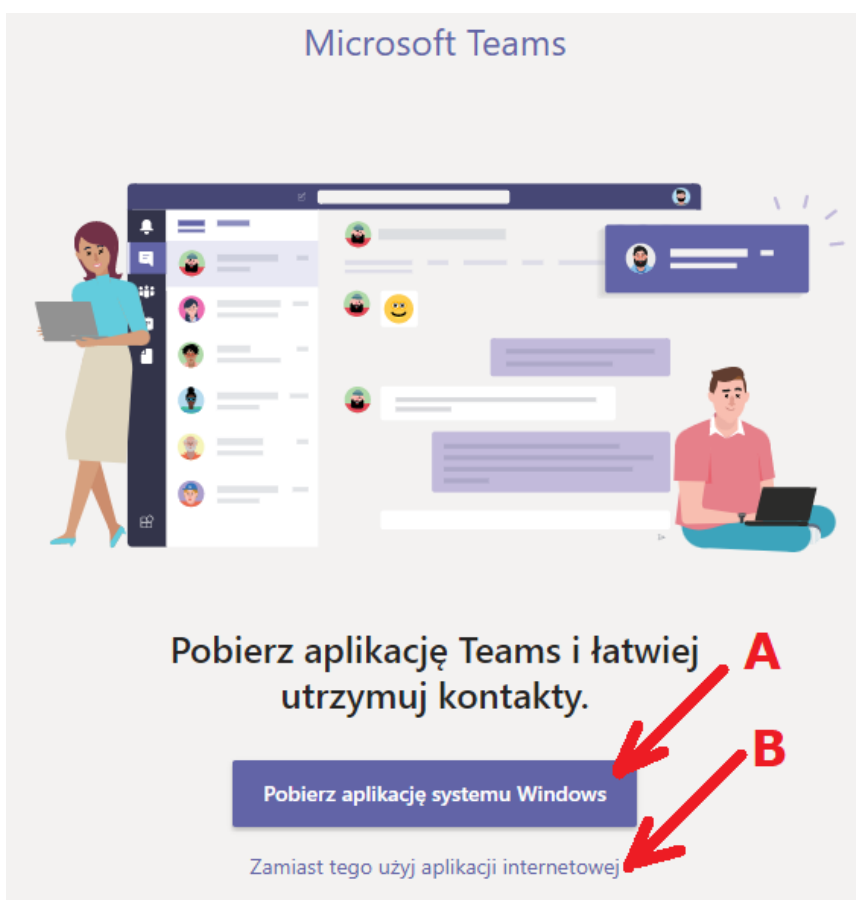 Microsoft Teams
Pobierz aplikację Teams i łatwiej
utrzymuj kontakty.
A
B
Pobierz aplikację systemu Windows
Zamiast tego użyj aplikacji internetowej